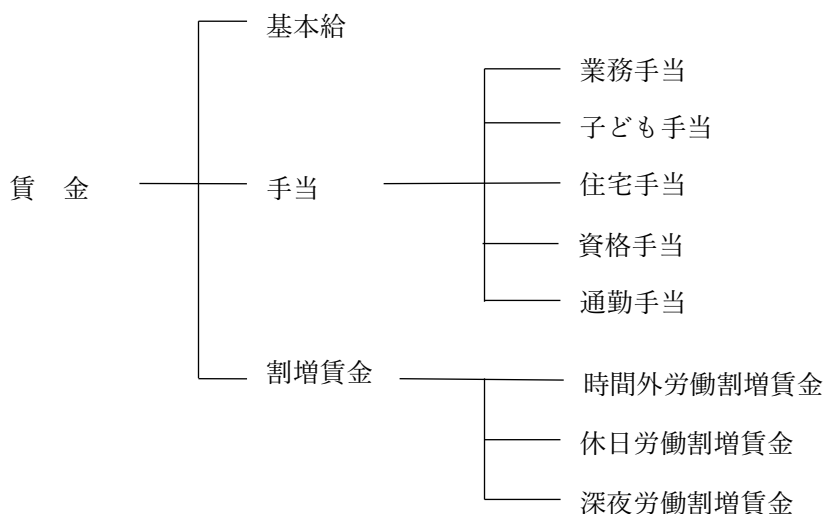 基本給
業務手当
子ども手当
賃　金
手当
住宅手当
資格手当
通勤手当
割増賃金
時間外労働割増賃金
休日労働割増賃金
深夜労働割増賃金